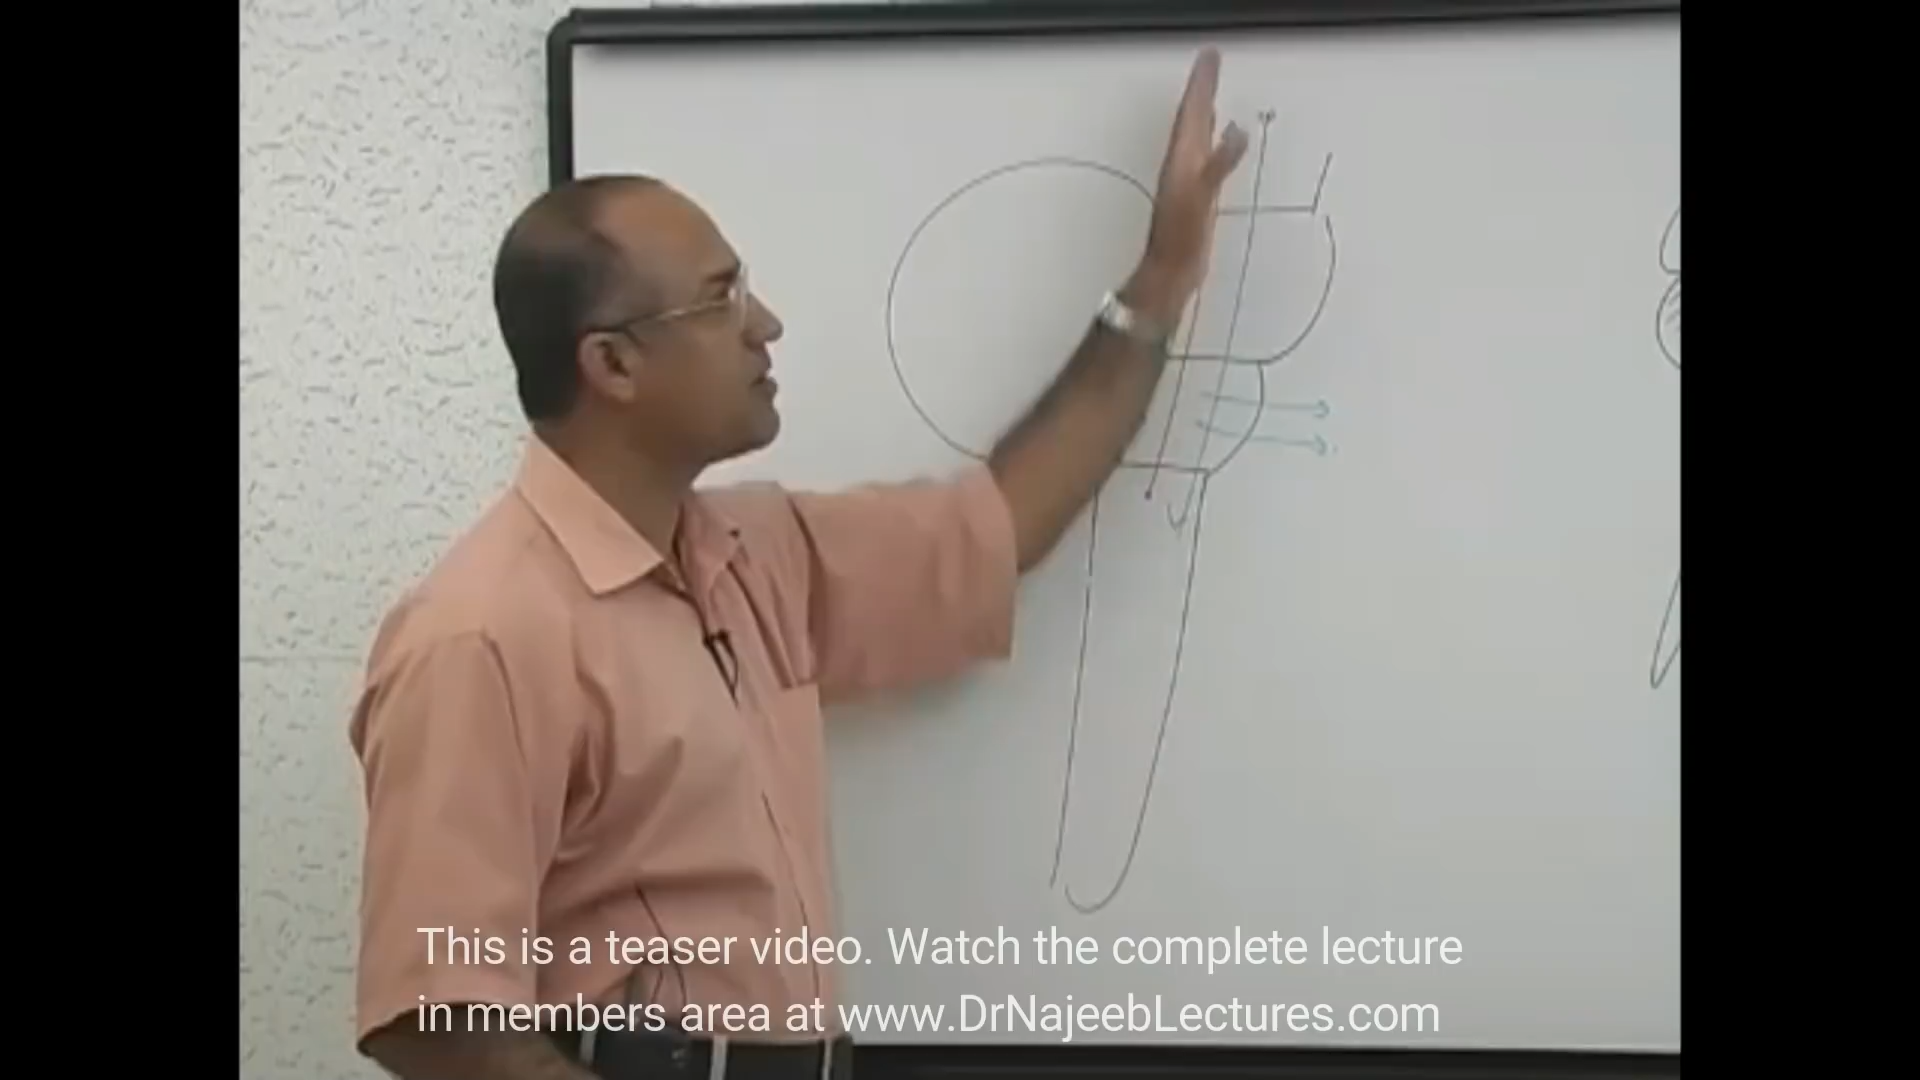 This is a teaser video. Watch the complete lecture
in members area at www.DrNajeebLectures.com